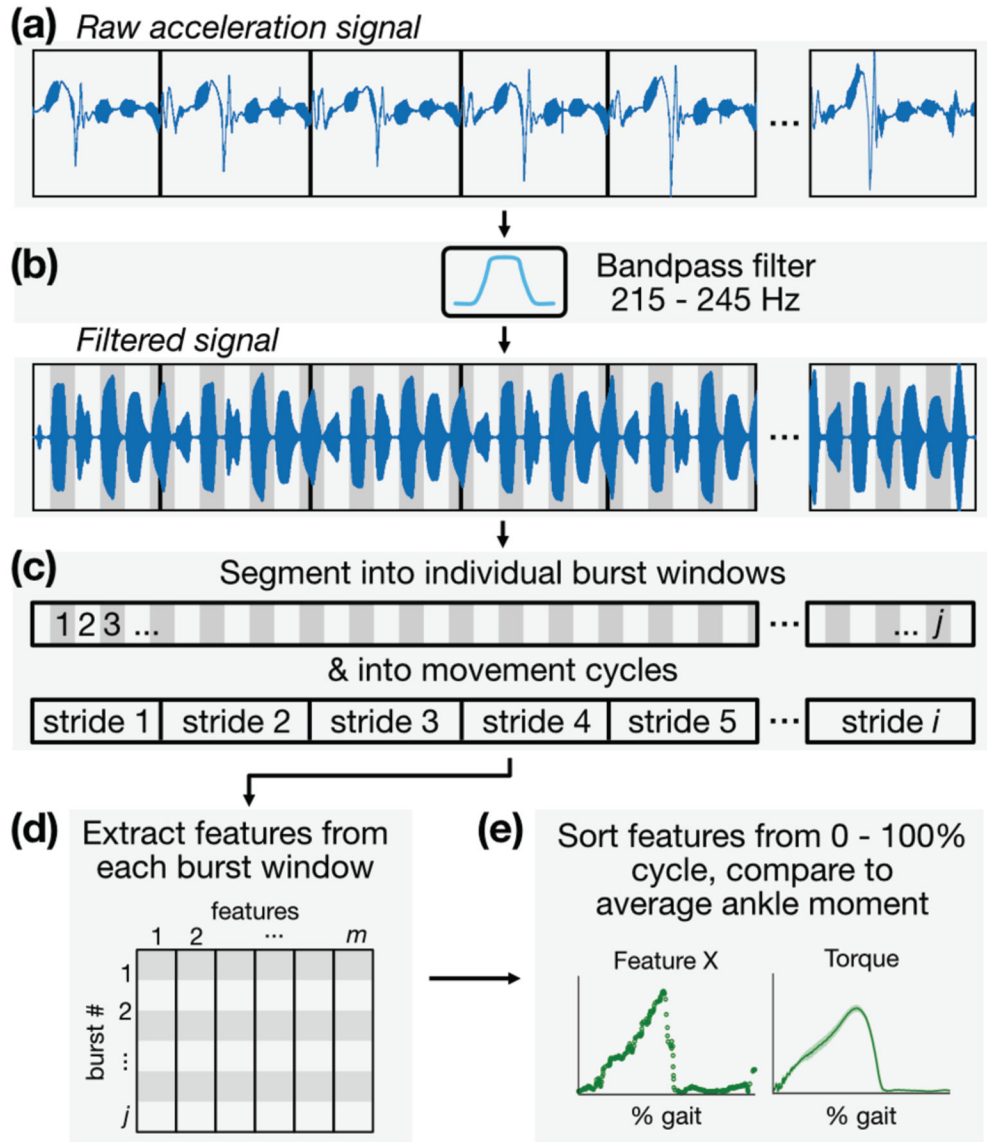 (a) Raw acceleration signal
...
(b)
Bandpass filter
215 - 245 Hz
Filtered signal
...
(c)
Segment into individual burst windows
1 2 3 ... ... ... j
& into movement cycles
stride 1 stride 2 stride 3 stride 4 stride 5 ... stride i
(d) Extract features from
each burst window
features
1 2 ... m
burst #
1
2
...
j
(e) Sort features from 0 - 100%
cycle, compare to
average ankle moment
Feature X Torque
% gait % gait